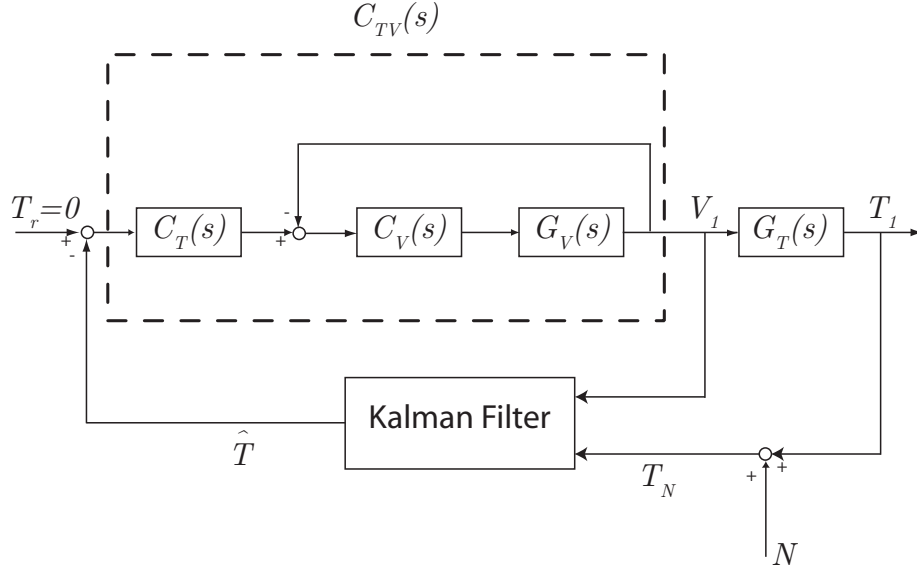 C_TV(s)
T_r=0
+
-
C_T(s)
-
+
C_V(s)
G_V(s)
V_1
G_T(s)
T_1
Kalman Filter
T̂
T_N
+
+
N